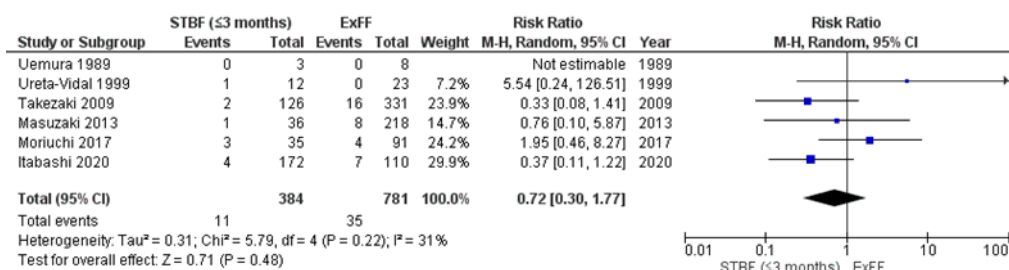 STBF (≤3 months) ExFF Risk Ratio Risk Ratio
Study or Subgroup Events Total Events Total Weight M-H, Random, 95% CI Year M-H, Random, 95% CI
Uemura 1989 0 3 0 8 Not estimable 1989
Ureta-Vidal 1999 1 12 0 23 7.2% 5.54 [0.24, 126.51] 1999
Takezaki 2009 2 126 16 331 23.9% 0.33 [0.08, 1.41] 2009
Masuzaki 2013 1 36 8 218 14.7% 0.76 [0.10, 5.87] 2013
Moriuchi 2017 3 35 4 91 24.2% 1.95 [0.46, 8.27] 2017
Itabashi 2020 4 172 7 110 29.9% 0.37 [0.11, 1.22] 2020
Total (95% CI) 384 781 100.0% 0.72 [0.30, 1.77]
Total events 11 35
Heterogeneity: Tau² = 0.31; Chi² = 5.79, df = 4 (P = 0.22); I² = 31%
Test for overall effect: Z = 0.71 (P = 0.48)
0.01 0.1 1 10 100
STBF (≤3 months) ExFF